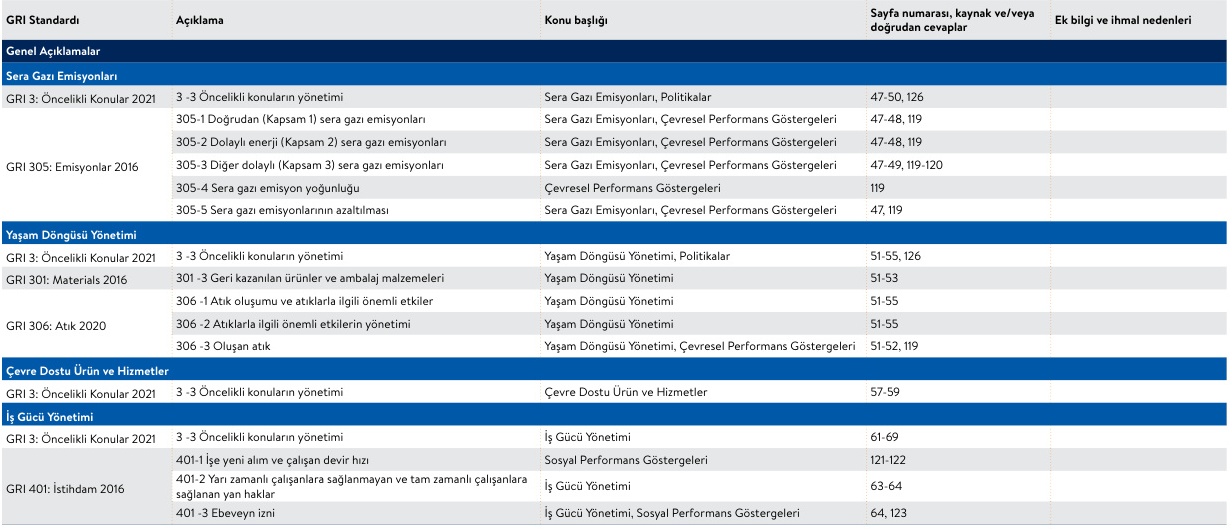 GRI Standardı Açıklama Konu başlığı Sayfa numarası, kaynak ve/veya doğrudan cevaplar Ek bilgi ve ihmal nedenleri
Genel Açıklamalar
Sera Gazı Emisyonları
GRI 3: Öncelikli Konular 2021 3 -3 Öncelikli konuların yönetimi Sera Gazı Emisyonları, Politikalar 47-50, 126
305-1 Doğrudan (Kapsam 1) sera gazı emisyonları Sera Gazı Emisyonları, Çevresel Performans Göstergeleri 47-48, 119
305-2 Dolaylı enerji (Kapsam 2) sera gazı emisyonları Sera Gazı Emisyonları, Çevresel Performans Göstergeleri 47-48, 119
GRI 305: Emisyonlar 2016 305-3 Diğer dolaylı (Kapsam 3) sera gazı emisyonları Sera Gazı Emisyonları, Çevresel Performans Göstergeleri 47-49, 119-120
305-4 Sera gazı emisyon yoğunluğu Çevresel Performans Göstergeleri 119
305-5 Sera gazı emisyonlarının azaltılması Sera Gazı Emisyonları, Çevresel Performans Göstergeleri 47, 119
Yaşam Döngüsü Yönetimi
GRI 3: Öncelikli Konular 2021 3 -3 Öncelikli konuların yönetimi Yaşam Döngüsü Yönetimi, Politikalar 51-55, 126
GRI 301: Materials 2016 301 -3 Geri kazanılan ürünler ve ambalaj malzemeleri Yaşam Döngüsü Yönetimi 51-53
306 -1 Atık oluşumu ve atıklarla ilgili önemli etkiler Yaşam Döngüsü Yönetimi 51-55
GRI 306: Atık 2020 306 -2 Atıklarla ilgili önemli etkilerin yönetimi Yaşam Döngüsü Yönetimi 51-55
306 -3 Oluşan atık Yaşam Döngüsü Yönetimi, Çevresel Performans Göstergeleri 51-52, 119
Çevre Dostu Ürün ve Hizmetler
GRI 3: Öncelikli Konular 2021 3 -3 Öncelikli konuların yönetimi Çevre Dostu Ürün ve Hizmetler 57-59
İş Gücü Yönetimi
GRI 3: Öncelikli Konular 2021 3 -3 Öncelikli konuların yönetimi İş Gücü Yönetimi 61-69
401-1 İşe yeni alım ve çalışan devir hızı Sosyal Performans Göstergeleri 121-122
GRI 401: İstihdam 2016 401-2 Yarı zamanlı çalışanlara sağlanmayan ve tam zamanlı çalışanlara sağlanan yan haklar İş Gücü Yönetimi 63-64
401 -3 Ebeveyn izni İş Gücü Yönetimi, Sosyal Performans Göstergeleri 64, 123